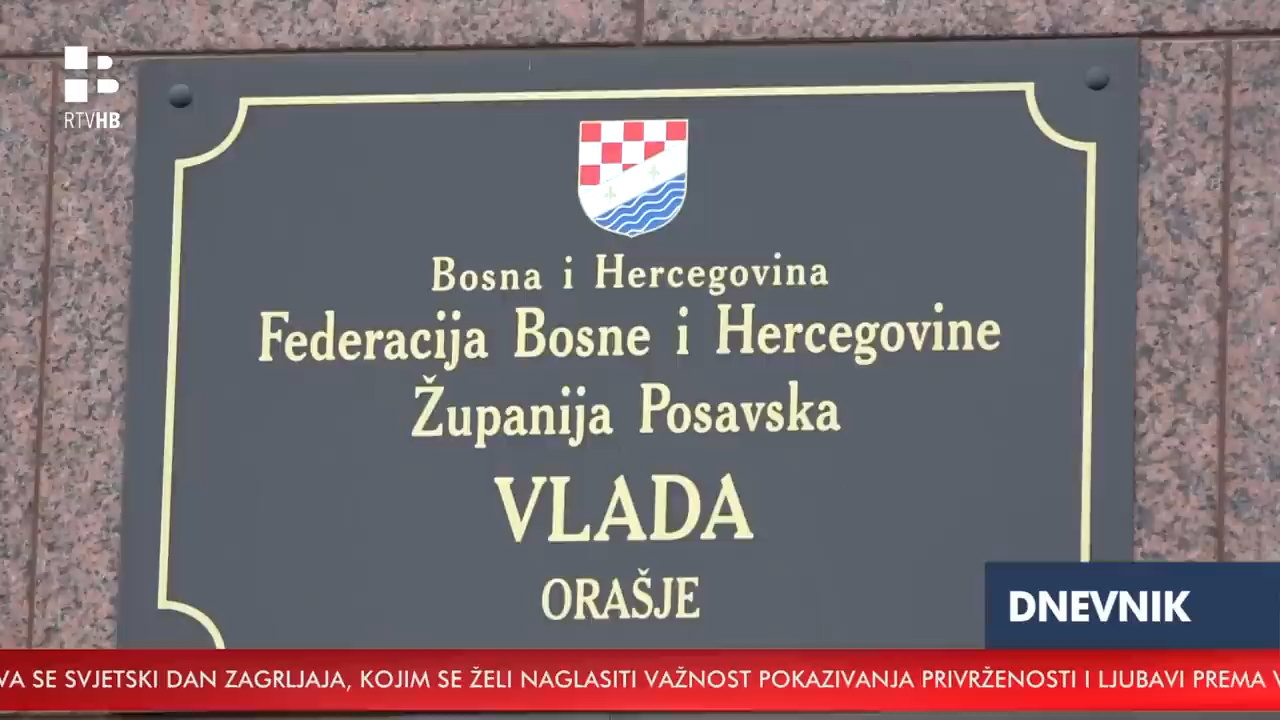 RTVHB
Bosna i Hercegovina
Federacija Bosne i Hercegovine
Županija Posavska
VLADA
ORAŠJE
DNEVNIK
VA SE SVJETSKI DAN ZAGRLJAJA, KOJIM SE ŽELI NAGLASITI VAŽNOST POKAZIVANJA PRIVRŽENOSTI I LJUBAVI PREMA V